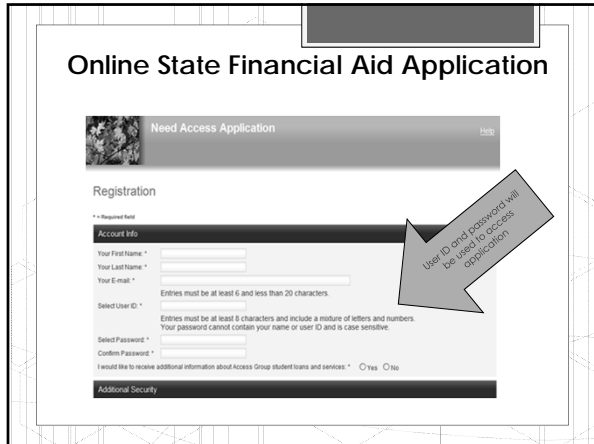 Online State Financial Aid Application
Need Access Application
Help
Registration
* = Required field
Account Info
Your First Name: *
Your Last Name: *
Your E-mail: *
Entries must be at least 6 and less than 20 characters.
Select User ID: *
Entries must be at least 8 characters and include a mixture of letters and numbers.
Your password cannot contain your name or user ID and is case sensitive.
Select Password: *
Confirm Password: *
I would like to receive additional information about Access Group student loans and services: * Yes No
Additional Security
User ID and password will
be used to access
application